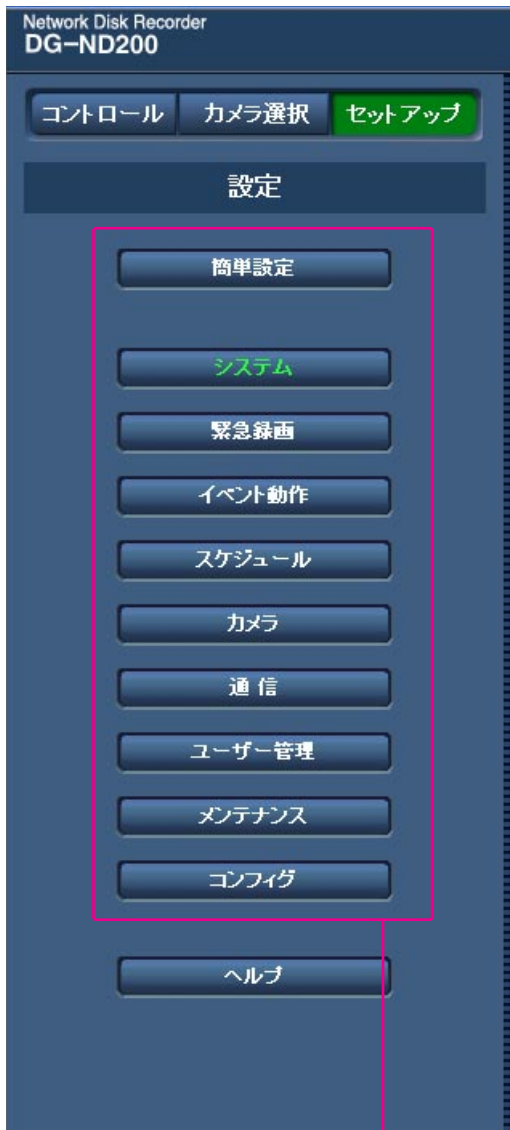 Network Disk Recorder
DG-ND200
コントロール カメラ選択 セットアップ
設定
簡単設定
システム
緊急録画
イベント動作
スケジュール
カメラ
通信
ユーザー管理
メンテナンス
コンフィグ
ヘルプ